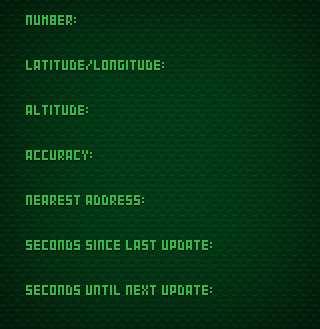 NUMBER:
LATITUDE/LONGITUDE:
ALTITUDE:
ACCURACY:
NEAREST ADDRESS:
SECONDS SINCE LAST UPDATE:
SECONDS UNTIL NEXT UPDATE: